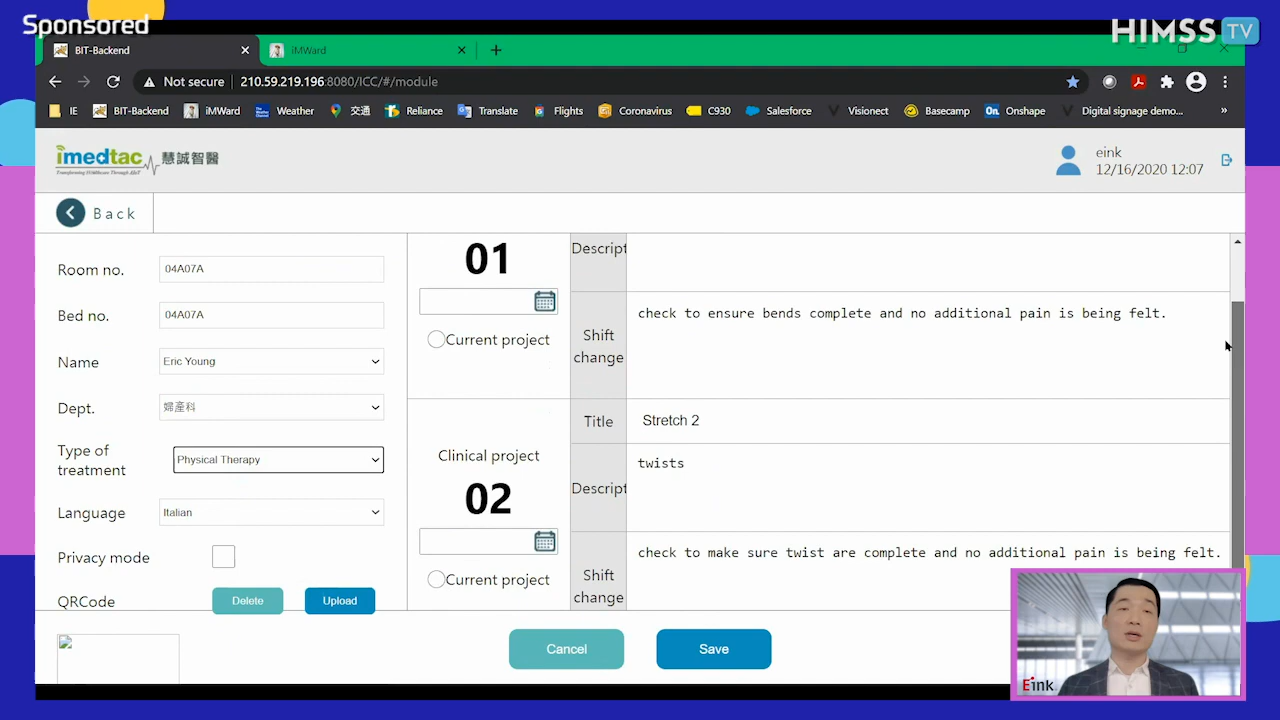 Sponsored
HIMSS TV
BIT-Backend
iMWard
Not secure 210.59.219.196:8080/ICC/#/module
IE BIT-Backend iMWard Weather 交通 Reliance Translate Flights Coronavirus C930 Salesforce Visionect Basecamp On. Onshape Digital signage demo... »
imedtac 慧誠智醫
Transforming Healthcare Through AIoT
eink
12/16/2020 12:07
Back
Room no. 04A07A
Bed no. 04A07A
Name Eric Young
Dept. 婦產科
Type of treatment Physical Therapy
Language Italian
Privacy mode
QRCode Delete Upload
01
Current project
Descript
Shift change
check to ensure bends complete and no additional pain is being felt.
Clinical project
02
Current project
Title Stretch 2
Descript twists
Shift change
check to make sure twist are complete and no additional pain is being felt.
Cancel Save
Eink